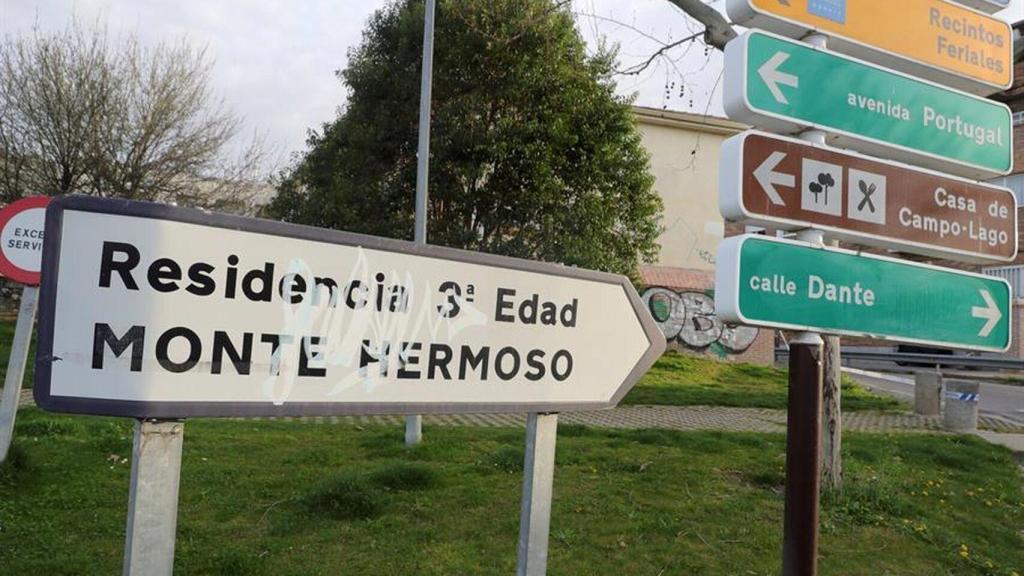 EXCE
SERVI
Residencia 3ª Edad
MONTE HERMOSO
Recintos
Feriales
avenida Portugal
Casa de
Campo·Lago
calle Dante